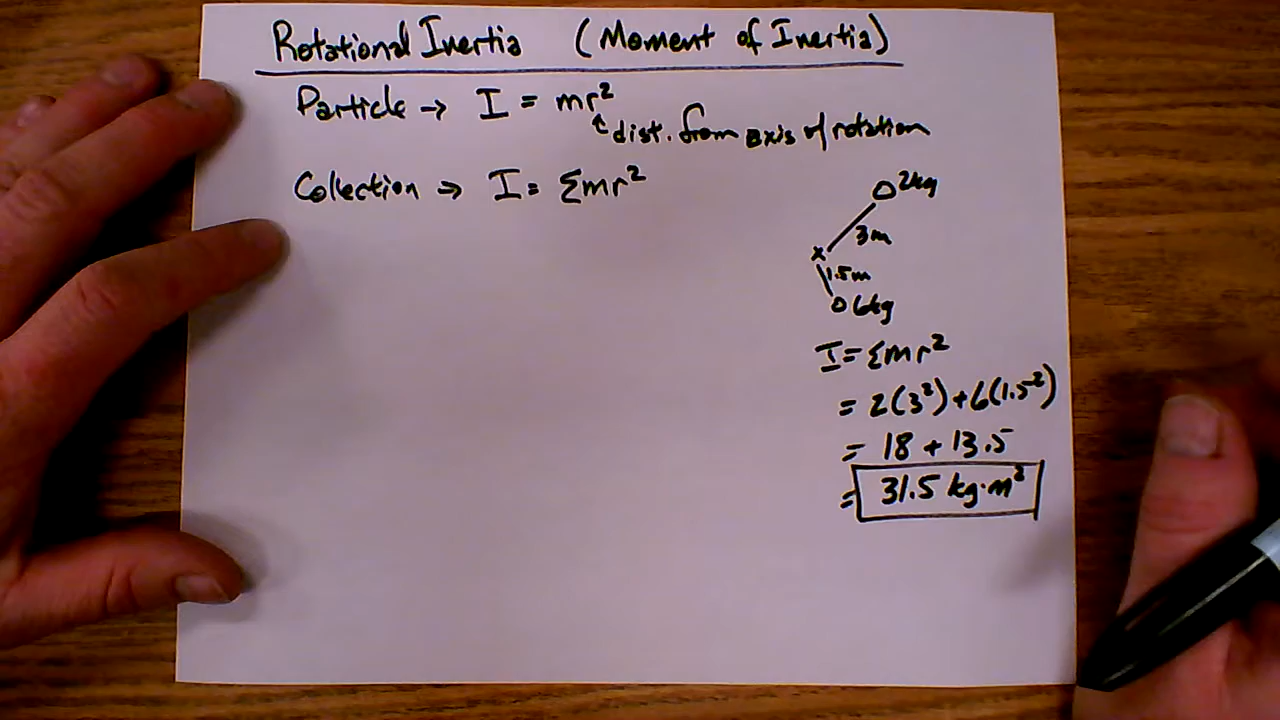 Rotational Inertia (Moment of Inertia)
Particle → I = mr²
↑ dist. from axis of rotation
Collection → I = Σmr²
2kg
3m
x
1.5m
6kg
I = Σmr²
= 2(3²) + 6(1.5²)
= 18 + 13.5
= 31.5 kg·m²